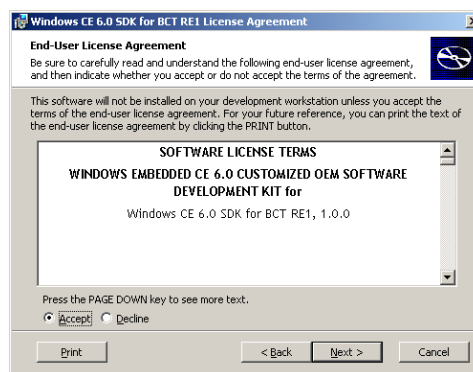 Windows CE 6.0 SDK for BCT RE1 License Agreement
End-User License Agreement
Be sure to carefully read and understand the following end-user license agreement,
and then indicate whether you accept or do not accept the terms of the agreement.
This software will not be installed on your development workstation unless you accept the
terms of the end-user license agreement. For your future reference, you can print the text of
the end-user license agreement by clicking the PRINT button.
SOFTWARE LICENSE TERMS
WINDOWS EMBEDDED CE 6.0 CUSTOMIZED OEM SOFTWARE
DEVELOPMENT KIT for
Windows CE 6.0 SDK for BCT RE1, 1.0.0
Press the PAGE DOWN key to see more text.
Accept Decline
Print < Back Next > Cancel